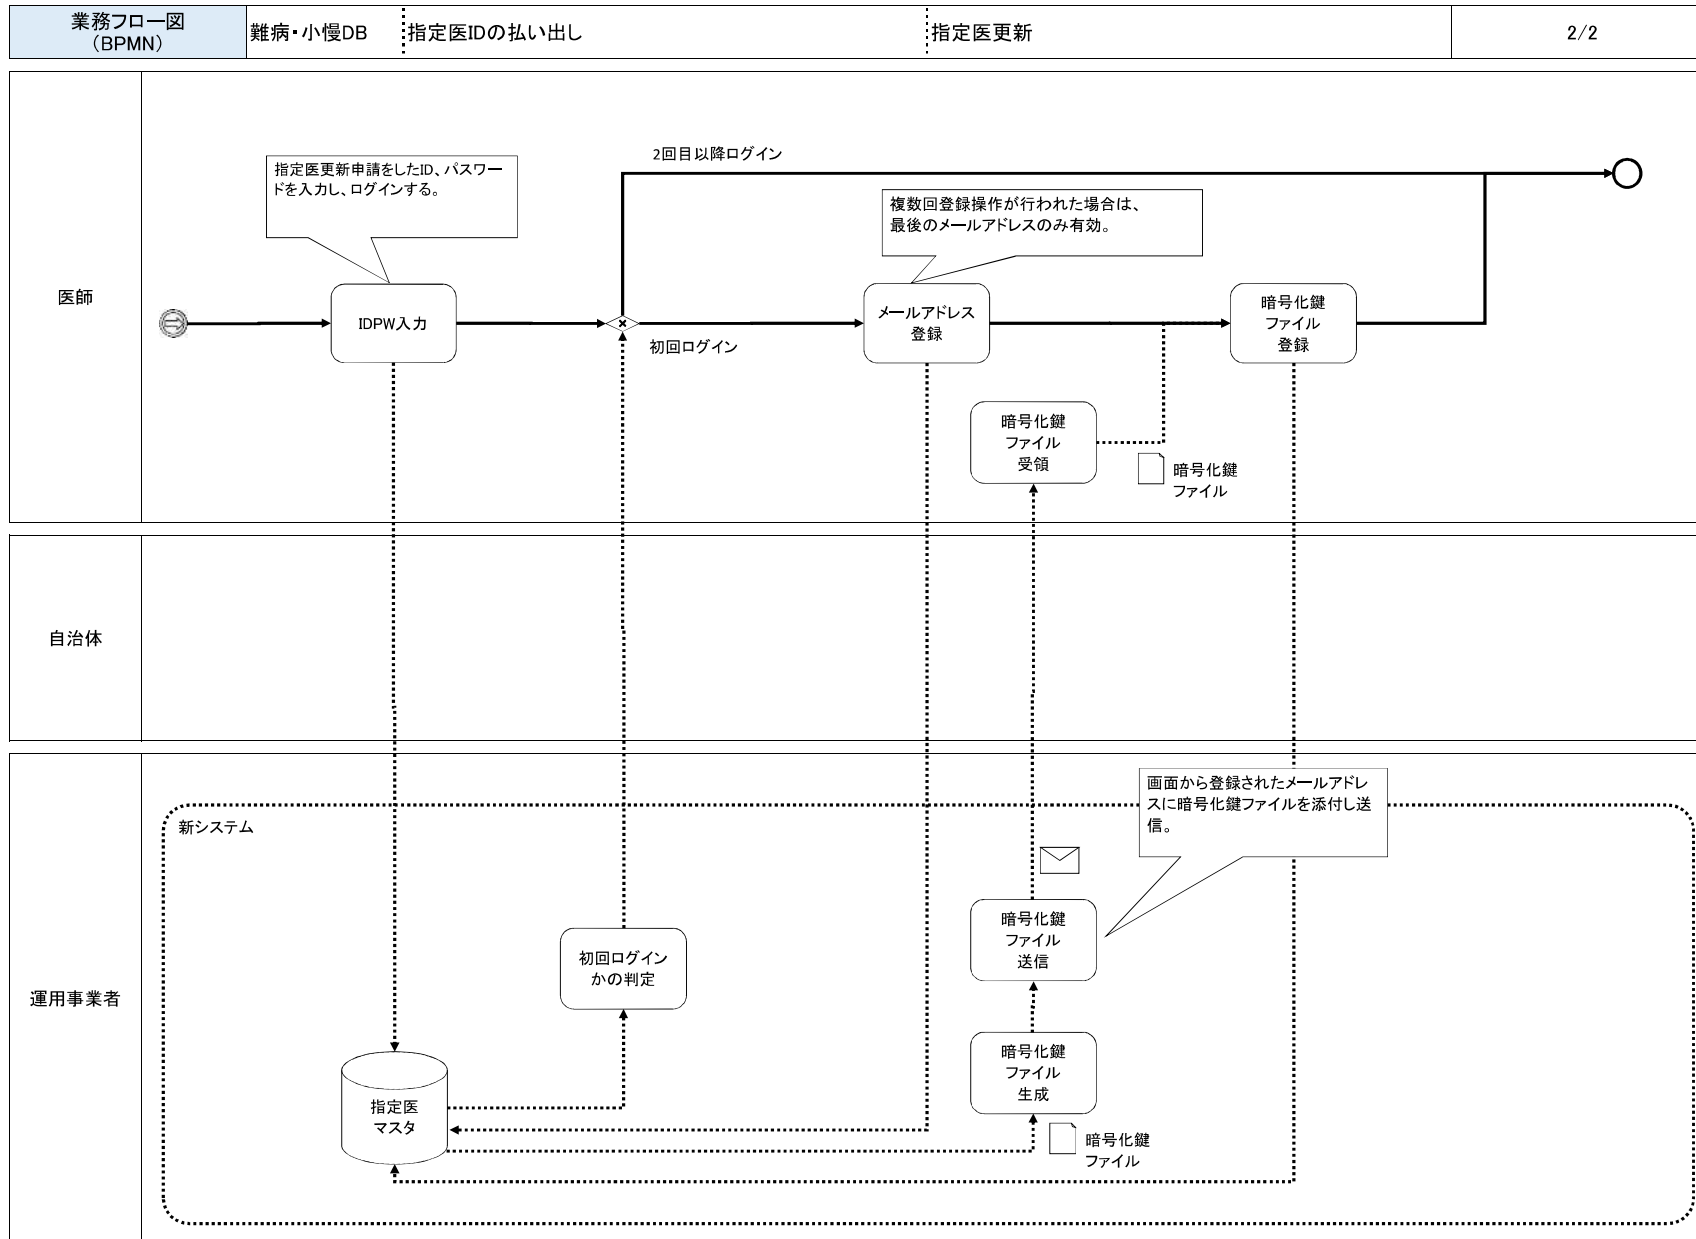 業務フロー図
（BPMN）
難病・小慢DB
指定医IDの払い出し
指定医更新
2/2
医師
指定医更新申請をしたID、パスワー
ドを入力し、ログインする。
2回目以降ログイン
複数回登録操作が行われた場合は、
最後のメールアドレスのみ有効。
IDPW入力
初回ログイン
メールアドレス
登録
暗号化鍵
ファイル
登録
暗号化鍵
ファイル
受領
暗号化鍵
ファイル
自治体
運用事業者
新システム
画面から登録されたメールアドレ
スに暗号化鍵ファイルを添付し送
信。
初回ログイン
かの判定
暗号化鍵
ファイル
送信
暗号化鍵
ファイル
生成
指定医
マスタ
暗号化鍵
ファイル